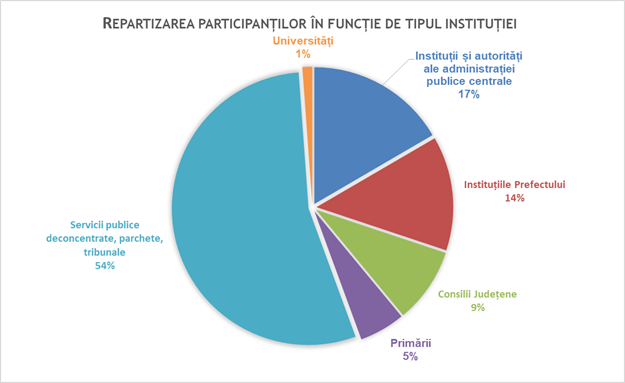 REPARTIZAREA PARTICIPANȚILOR ÎN FUNCȚIE DE TIPUL INSTITUȚIEI
Universități
1%
Instituții și autorități
ale administrației
publice centrale
17%
Instituțiile Prefectului
14%
Consilii Județene
9%
Primării
5%
Servicii publice
deconcentrate, parchete,
tribunale
54%